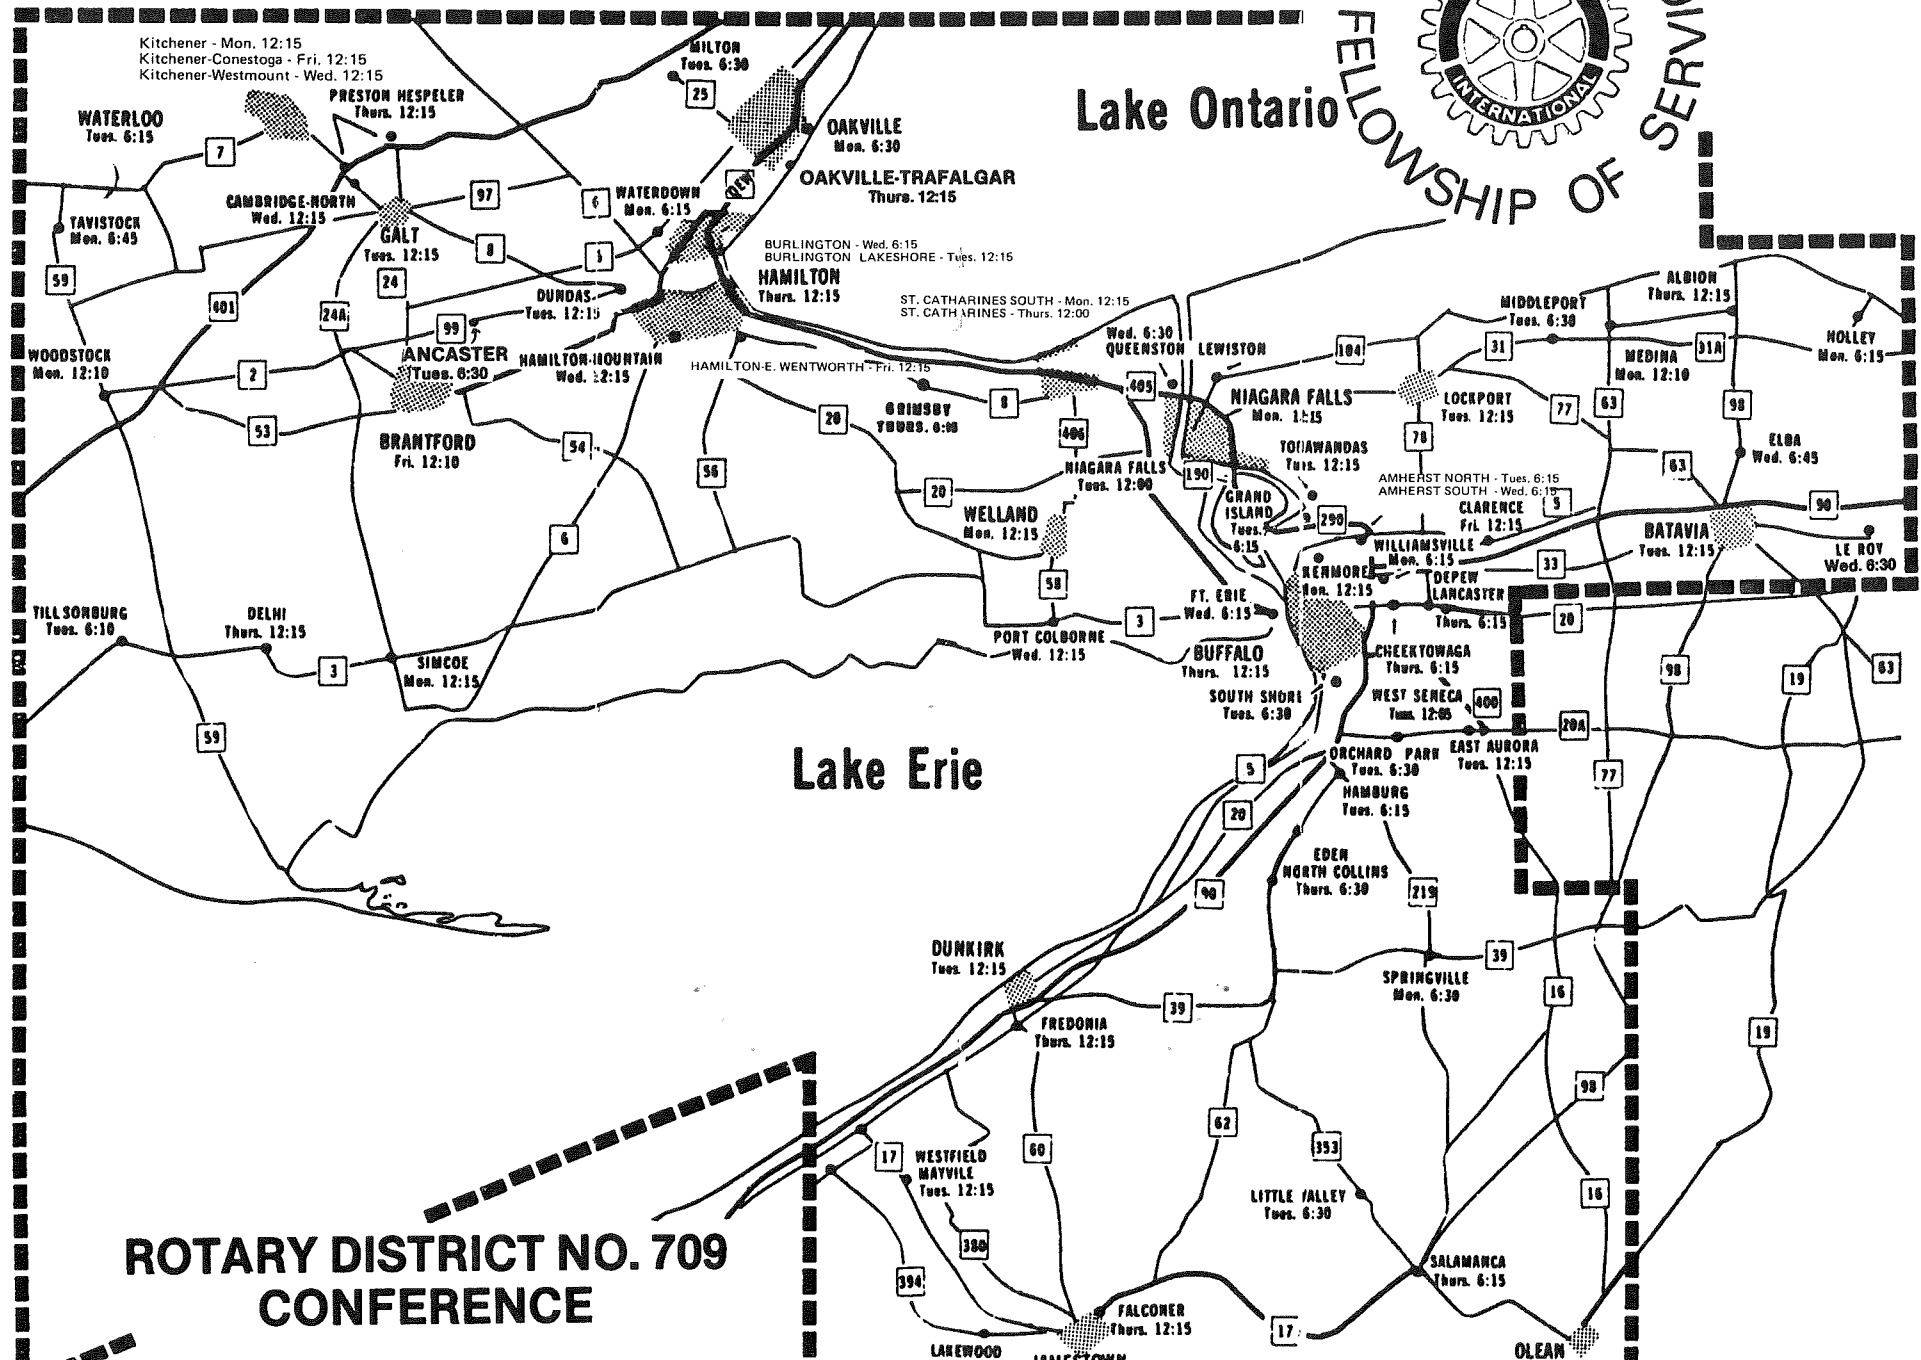 Kitchener - Mon. 12:15
Kitchener-Conestoga - Fri. 12:15
Kitchener-Westmount - Wed. 12:15
MILTON
Tues. 6:30
25
PRESTON HESPELER
Thurs. 12:15
WATERLOO
Tues. 6:15
7
Lake Ontario
FELLOWSHIP OF
INTERNATIONAL
OAKVILLE
Mon. 6:30
OAKVILLE-TRAFALGAR
Thurs. 12:15
QEW
97
6
WATERDOWN
Mon. 6:15
CAMBRIDGE-NORTH
Wed. 12:15
TAVISTOCK
Mon. 6:45
59
GALT
Tues. 12:15
8
24
BURLINGTON - Wed. 6:15
BURLINGTON LAKESHORE - Tues. 12:15
HAMILTON
Thurs. 12:15
DUNDAS
Tues. 12:15
401
24A
99
ANCASTER
Tues. 6:30
HAMILTON-MOUNTAIN
Wed. 12:15
ST. CATHARINES SOUTH - Mon. 12:15
ST. CATHARINES - Thurs. 12:00
HAMILTON-E. WENTWORTH - Fri. 12:15
Wed. 6:30
QUEENSTON
LEWISTON
104
MIDDLEPORT
Tues. 6:30
ALBION
Thurs. 12:15
31
MEDINA
Mon. 12:10
31A
HOLLEY
Mon. 6:15
WOODSTOCK
Mon. 12:10
2
53
BRANTFORD
Fri. 12:10
54
56
20
GRIMSBY
THURS.
8
405
406
NIAGARA FALLS
Mon.
LOCKPORT
Tues. 12:15
77
63
98
78
TONAWANDAS
Tues. 12:15
ELBA
Wed. 6:45
63
NIAGARA FALLS
Tues. 12:00
190
AMHERST NORTH - Tues. 6:15
AMHERST SOUTH - Wed. 6:15
5
20
GRAND
ISLAND
Tues.
6:15
290
CLARENCE
Fri. 12:15
90
WELLAND
Mon. 12:15
BATAVIA
Tues. 12:15
LE ROY
Wed. 6:30
6
WILLIAMSVILLE
Mon. 6:15
33
KENMORE
Mon. 12:15
DEPEW
LANCASTER
Thurs. 6:15
58
FT. ERIE
Wed. 6:15
20
TILLSONBURG
Tues. 6:10
DELHI
Thurs. 12:15
3
SIMCOE
Mon. 12:15
PORT COLBORNE
Wed. 12:15
3
BUFFALO
Thurs. 12:15
CHEEKTOWAGA
Thurs. 6:15
SOUTH SHORE
Tues. 6:30
WEST SENECA
Tues.
400
98
19
63
59
Lake Erie
ORCHARD PARK
Tues. 6:30
EAST AURORA
Tues. 12:15
20A
77
5
20
HAMBURG
Tues. 6:15
EDEN
NORTH COLLINS
Thurs. 6:30
90
219
DUNKIRK
Tues. 12:15
39
SPRINGVILLE
Mon. 6:30
16
39
FREDONIA
Thurs. 12:15
19
98
62
60
353
17
WESTFIELD
MAYVILE
Tues. 12:15
LITTLE VALLEY
Tues. 6:30
16
380
394
SALAMANCA
Thurs. 6:15
ROTARY DISTRICT NO. 709
CONFERENCE
FALCONER
Thurs. 12:15
17
LAKEWOOD
OLEAN